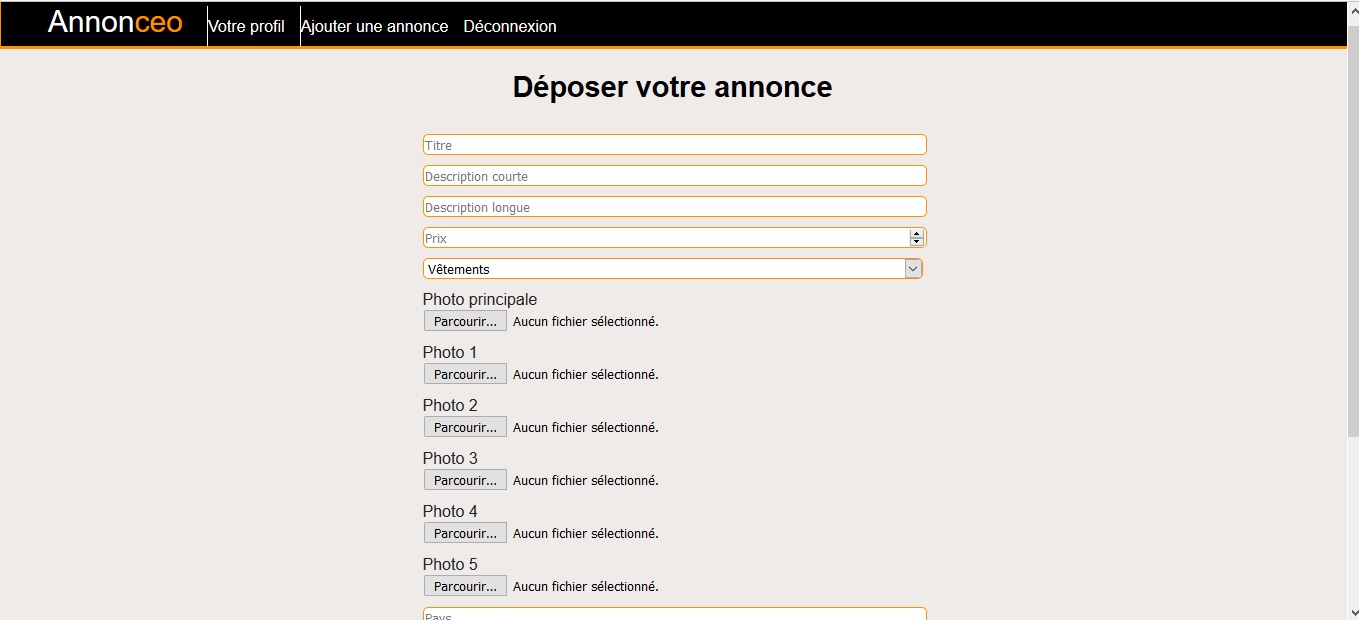 Annonceo Votre profil Ajouter une annonce Déconnexion
Déposer votre annonce
Titre
Description courte
Description longue
Prix
Vêtements
Photo principale
Parcourir... Aucun fichier sélectionné.
Photo 1
Parcourir... Aucun fichier sélectionné.
Photo 2
Parcourir... Aucun fichier sélectionné.
Photo 3
Parcourir... Aucun fichier sélectionné.
Photo 4
Parcourir... Aucun fichier sélectionné.
Photo 5
Parcourir... Aucun fichier sélectionné.
Pays